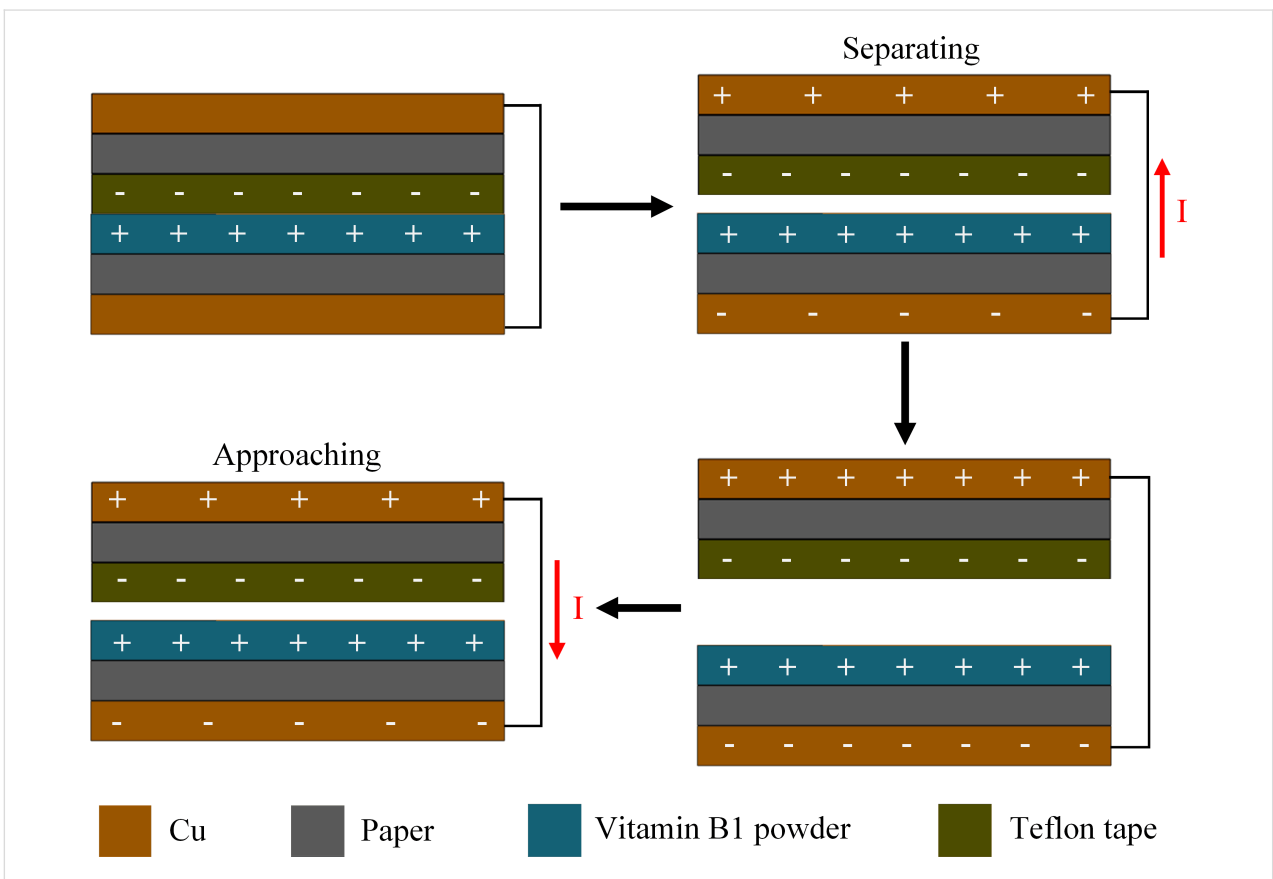 Separating
+ + + + +
- - - - - - -
- - - - - - -
+ + + + + + +
+ + + + + + +
I
- - - - -
Approaching
+ + + + +
+ + + + + + +
- - - - - - -
- - - - - - -
I
+ + + + + + +
+ + + + + + +
- - - - -
- - - - - - -
Cu
Paper
Vitamin B1 powder
Teflon tape